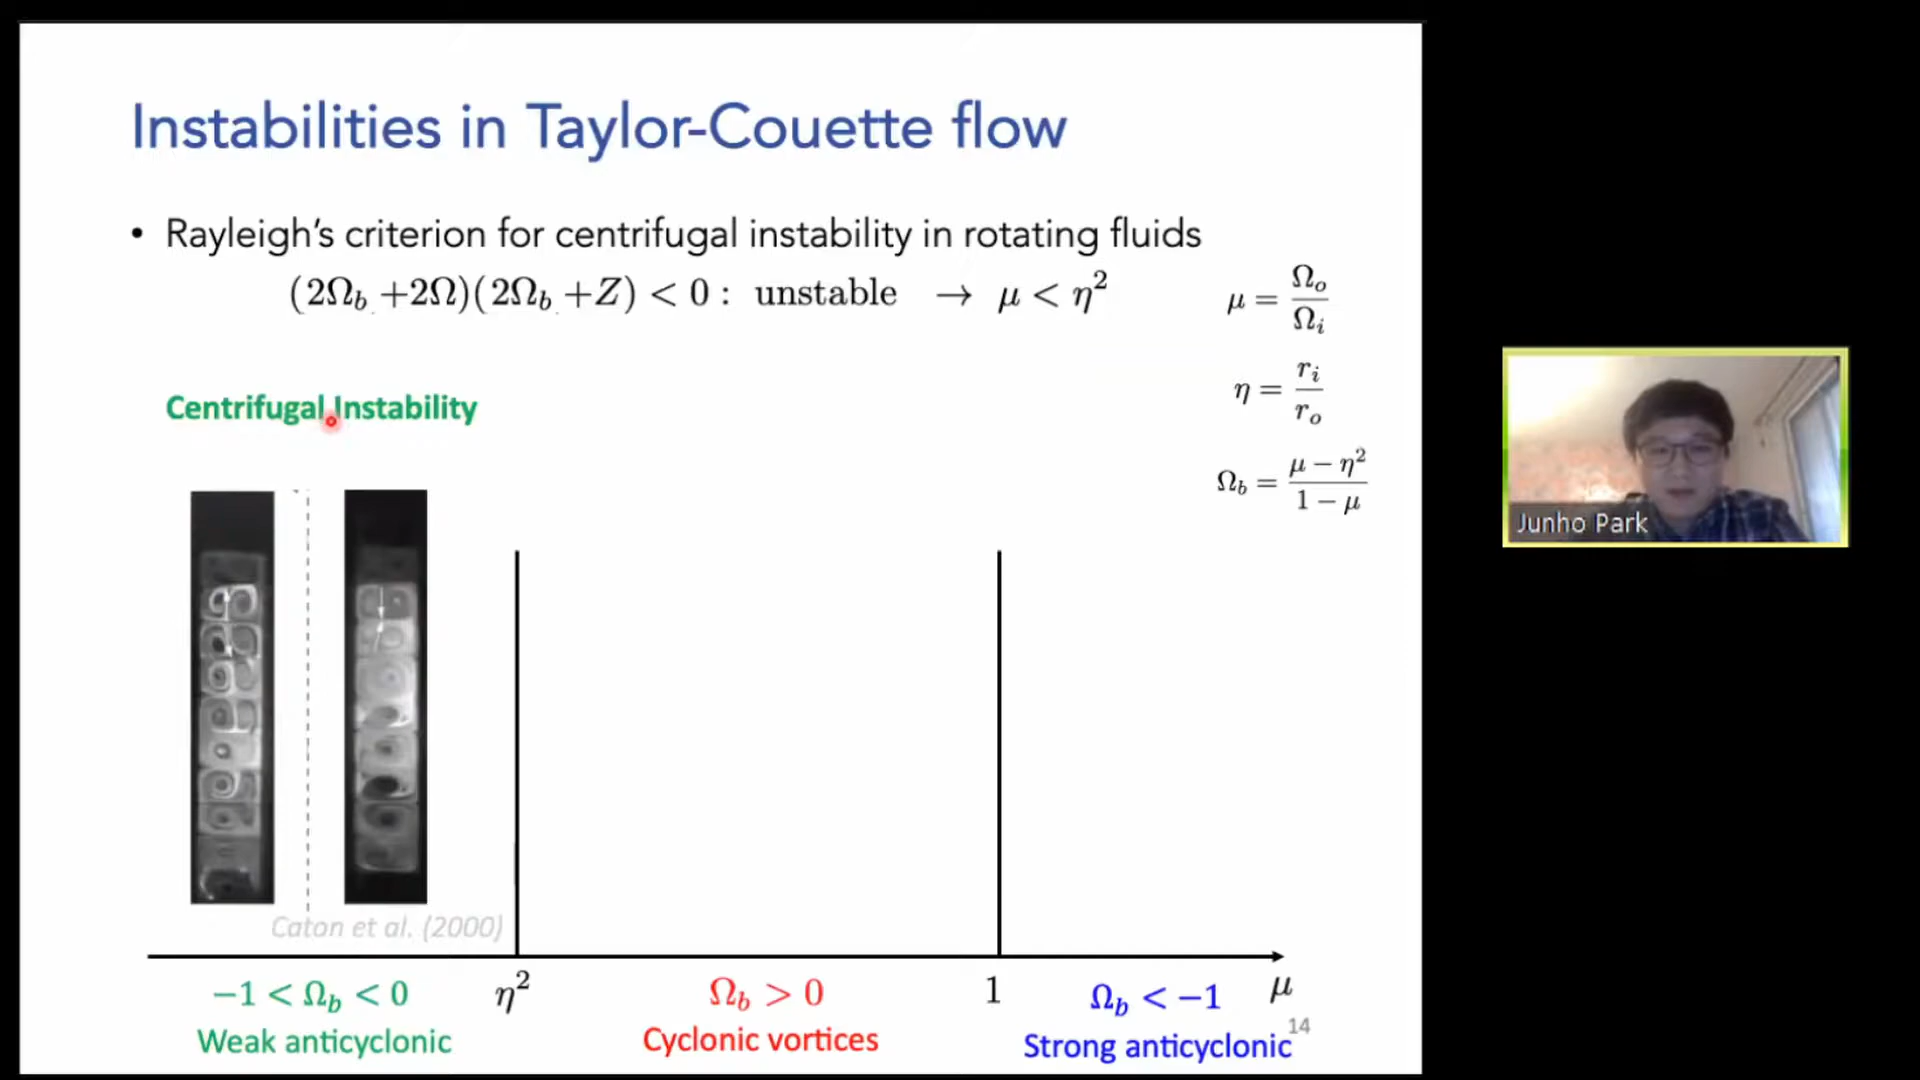 Instabilities in Taylor-Couette flow
• Rayleigh's criterion for centrifugal instability in rotating fluids
(2Ω_b +2Ω)(2Ω_b +Z) < 0 : unstable → μ < η²
μ = Ω_o / Ω_i
η = r_i / r_o
Ω_b = (μ − η²) / (1 − μ)
Centrifugal Instability
Junho Park
Caton et al. (2000)
−1 < Ω_b < 0
η²
Ω_b > 0
1
Ω_b < −1
μ
Weak anticyclonic
Cyclonic vortices
Strong anticyclonic
14